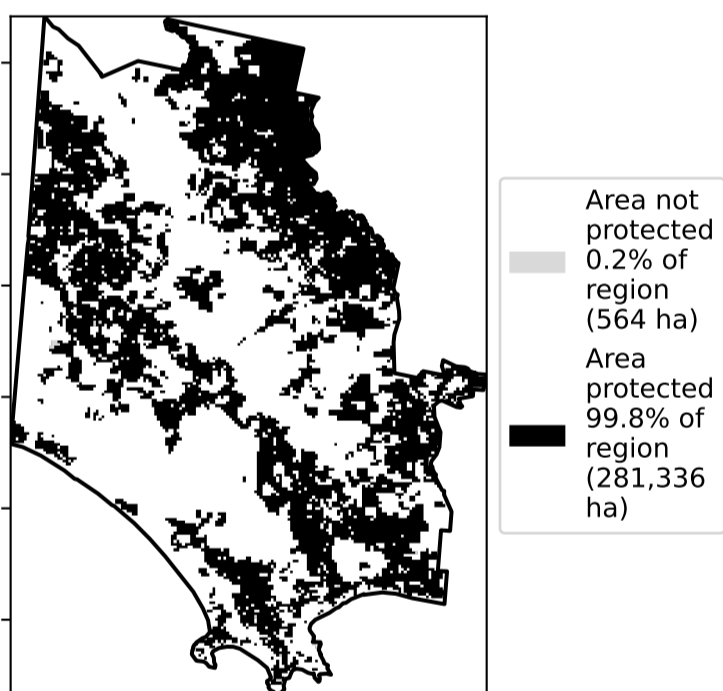 Area not
protected
0.2% of
region
(564 ha)
Area
protected
99.8% of
region
(281,336
ha)